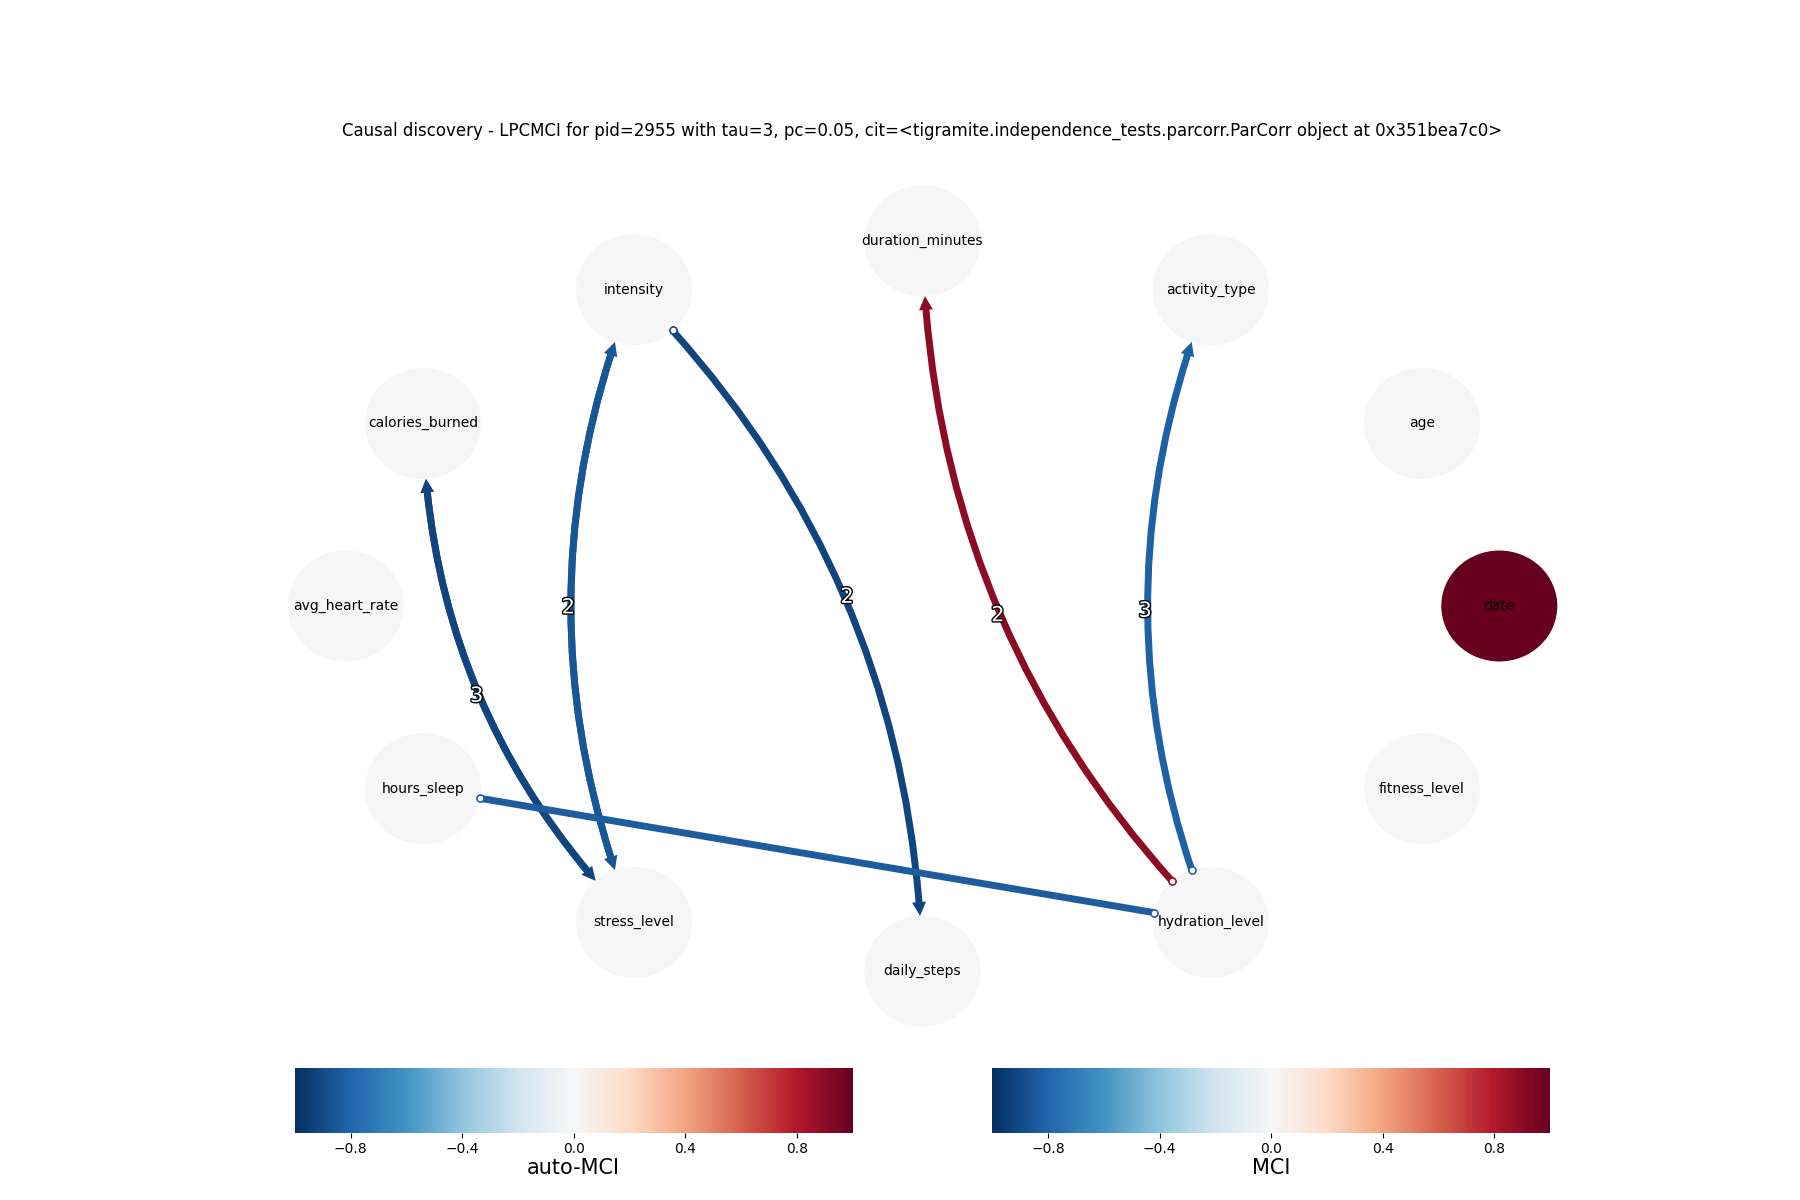 Causal discovery - LPCMCI for pid=2955 with tau=3, pc=0.05, cit=<tigramite.independence_tests.parcorr.ParCorr object at 0x351bea7c0>
duration_minutes
intensity
activity_type
calories_burned
age
2
2
avg_heart_rate
date
2
3
3
hours_sleep
fitness_level
stress_level
hydration_level
daily_steps
−0.8 −0.4 0.0 0.4 0.8
auto-MCI
−0.8 −0.4 0.0 0.4 0.8
MCI